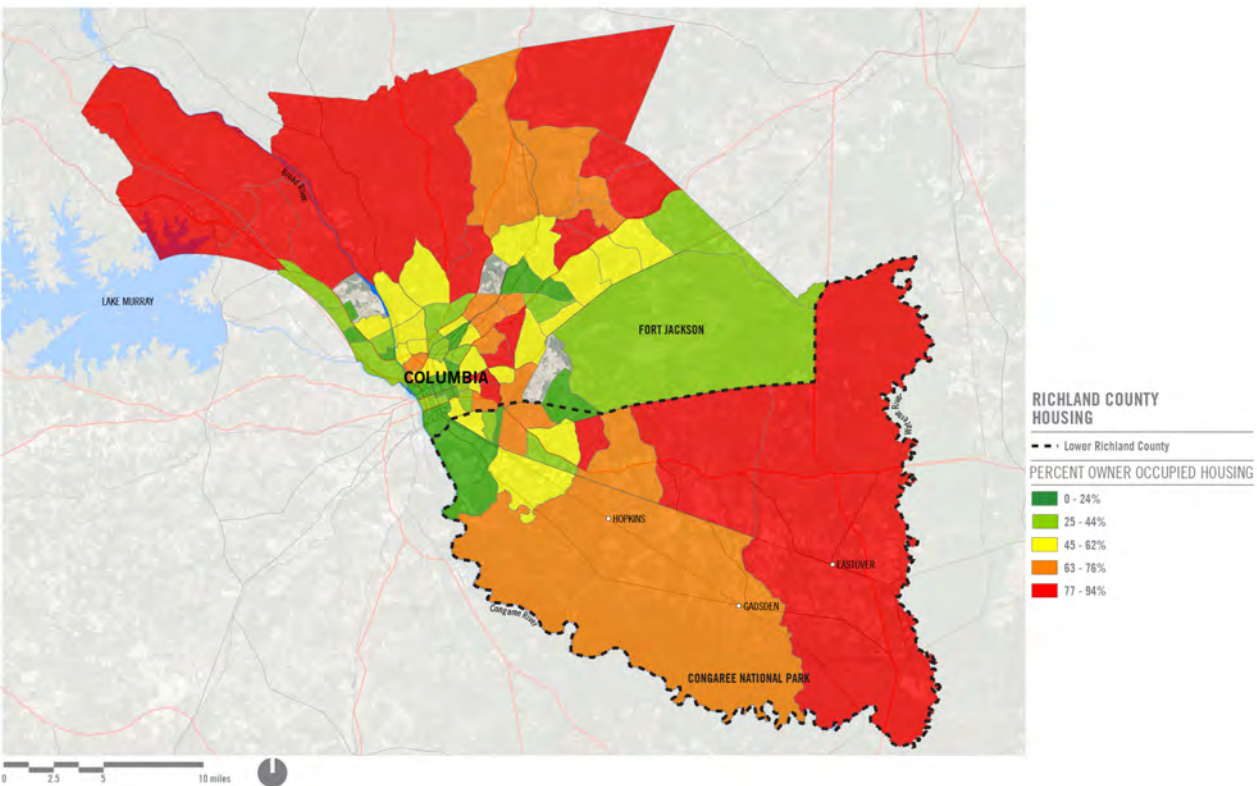 Broad River
LAKE MURRAY
FORT JACKSON
COLUMBIA
HOPKINS
EASTOVER
GADSDEN
Congaree River
CONGAREE NATIONAL PARK
RICHLAND COUNTY
HOUSING
Lower Richland County
PERCENT OWNER OCCUPIED HOUSING
0 - 24%
25 - 44%
45 - 62%
63 - 76%
77 - 94%
0 2.5 5 10 miles